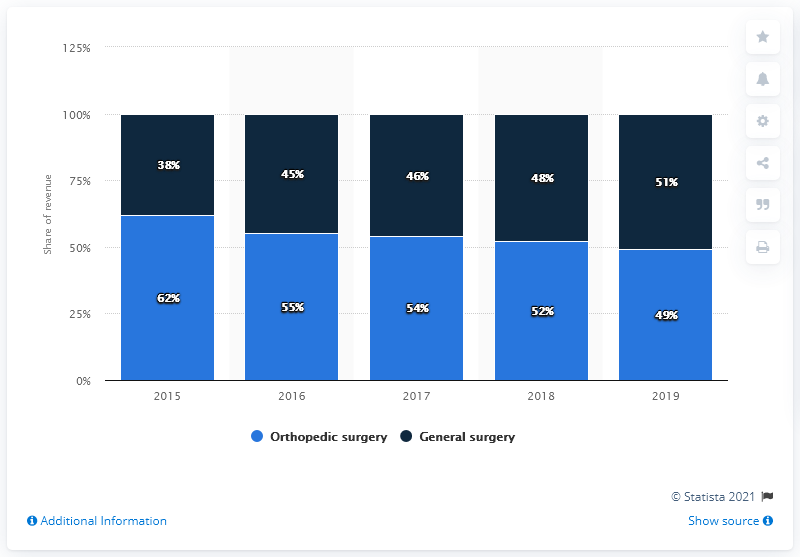 125%
100%
75%
50%
25%
0%
Share of revenue
38% 45% 46% 48% 51%
62% 55% 54% 52% 49%
2015 2016 2017 2018 2019
Orthopedic surgery General surgery
© Statista 2021
Additional Information Show source